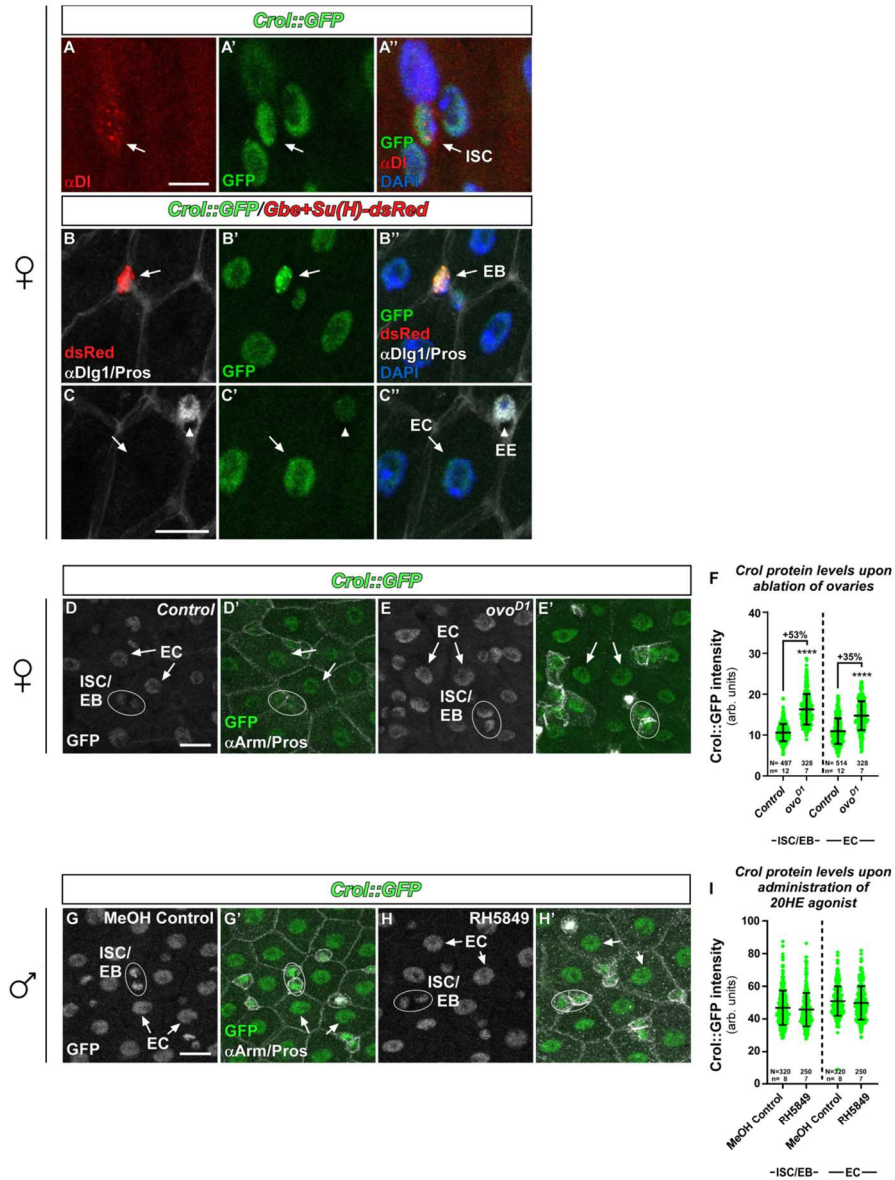 Crol::GFP
A
A'
A''
αDl
GFP
GFP
αDl
DAPI
ISC
Crol::GFP/Gbe+Su(H)-dsRed
♀
B
B'
B''
EB
dsRed
αDlg1/Pros
GFP
GFP
dsRed
αDlg1/Pros
DAPI
C
C'
C''
EC
EE
Crol::GFP
♀
D
Control
D'
E
ovoD1
E'
EC
ISC/
EB
GFP
GFP
αArm/Pros
EC
ISC/
EB
F
Crol protein levels upon
ablation of ovaries
Crol::GFP intensity
(arb. units)
40
30
20
10
0
+53%
****
+35%
****
N= 497 328 N= 514 328
n= 12 7 n= 12 7
Control
ovoD1
Control
ovoD1
ISC/EB
EC
Crol::GFP
♂
G
MeOH Control
G'
H
RH5849
H'
ISC/
EB
EC
GFP
GFP
αArm/Pros
EC
ISC/
EB
I
Crol protein levels upon
administration of
20HE agonist
Crol::GFP intensity
(arb. units)
100
80
60
40
20
0
N=320 250 N=320 250
n= 8 7 n= 8 7
MeOH Control
RH5849
MeOH Control
RH5849
ISC/EB
EC